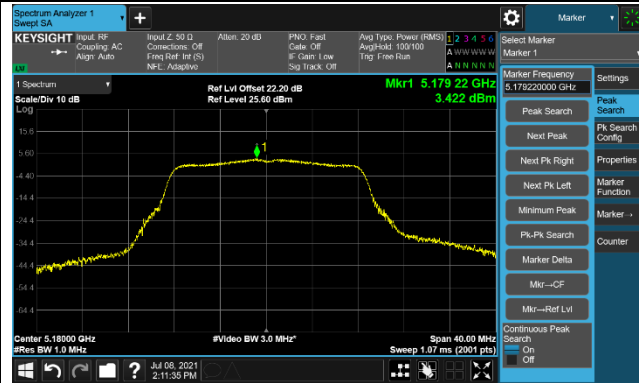 Spectrum Analyzer 1
Swept SA
Marker
KEYSIGHT
Input: RF
Coupling: AC
Align: Auto
Input Z: 50 Ω
Corrections: Off
Freq Ref: Int (S)
NFE: Adaptive
Atten: 20 dB
PNO: Fast
Gate: Off
IF Gain: Low
Sig Track: Off
Avg Type: Power (RMS)
Avg|Hold: 100/100
Trig: Free Run
1 2 3 4 5 6
A W W W W W
A N N N N N
Select Marker
Marker 1
LV
1 Spectrum
Scale/Div 10 dB
Log
Ref Lvl Offset 22.20 dB
Ref Level 25.60 dBm
Mkr1 5.179 22 GHz
3.422 dBm
15.6
5.60
-4.40
-14.4
-24.4
-34.4
-44.4
-54.4
-64.4
1
Center 5.18000 GHz
#Res BW 1.0 MHz
#Video BW 3.0 MHz*
Span 40.00 MHz
Sweep 1.07 ms (2001 pts)
Marker Frequency
5.179220000 GHz
Peak Search
Next Peak
Next Pk Right
Next Pk Left
Minimum Peak
Pk-Pk Search
Marker Delta
Mkr→CF
Mkr→Ref Lvl
Continuous Peak
Search
On
Off
Settings
Peak
Search
Pk Search
Config
Properties
Marker
Function
Marker→
Counter
?
Jul 08, 2021
2:11:35 PM